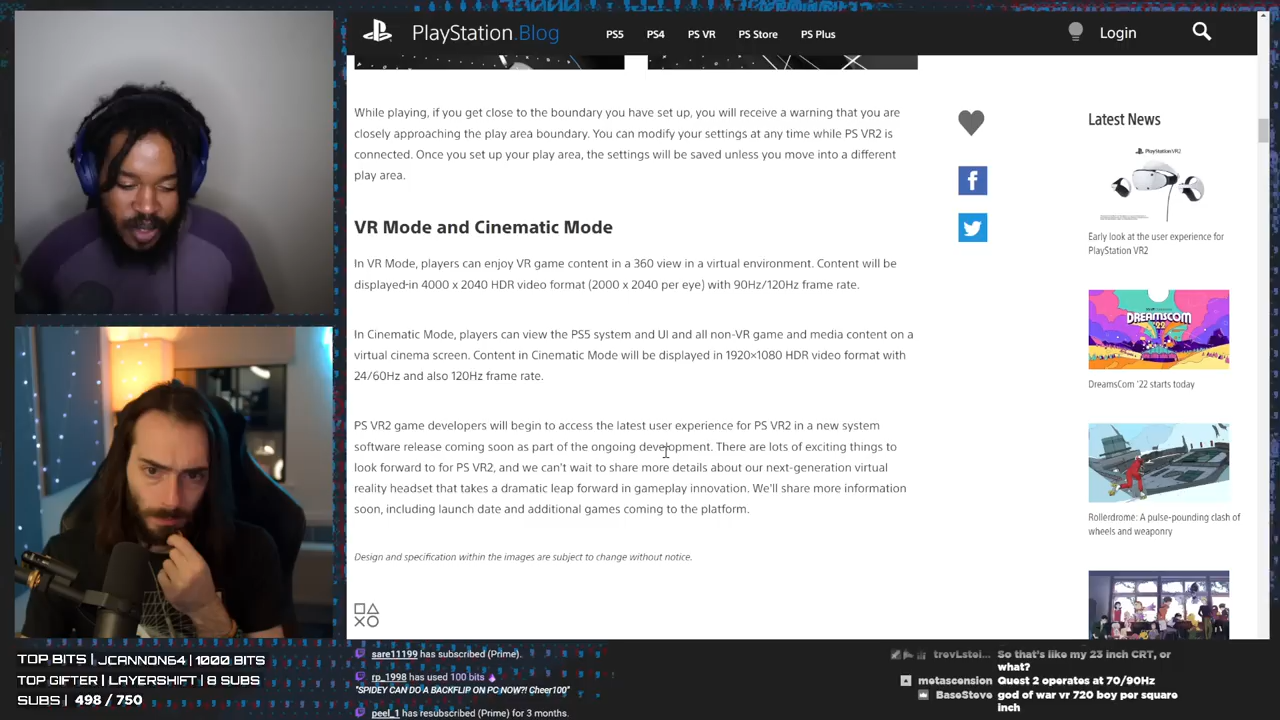 PlayStation.Blog
PS5
PS4
PS VR
PS Store
PS Plus
Login
While playing, if you get close to the boundary you have set up, you will receive a warning that you are
closely approaching the play area boundary. You can modify your settings at any time while PS VR2 is
connected. Once you set up your play area, the settings will be saved unless you move into a different
play area.
VR Mode and Cinematic Mode
In VR Mode, players can enjoy VR game content in a 360 view in a virtual environment. Content will be
displayed in 4000 x 2040 HDR video format (2000 x 2040 per eye) with 90Hz/120Hz frame rate.
In Cinematic Mode, players can view the PS5 system and UI and all non-VR game and media content on a
virtual cinema screen. Content in Cinematic Mode will be displayed in 1920×1080 HDR video format with
24/60Hz and also 120Hz frame rate.
PS VR2 game developers will begin to access the latest user experience for PS VR2 in a new system
software release coming soon as part of the ongoing development. There are lots of exciting things to
look forward to for PS VR2, and we can't wait to share more details about our next-generation virtual
reality headset that takes a dramatic leap forward in gameplay innovation. We'll share more information
soon, including launch date and additional games coming to the platform.
Design and specification within the images are subject to change without notice.
Latest News
PlayStation VR2
Early look at the user experience for
PlayStation VR2
DREAMSCOM
'22
DreamsCom '22 starts today
Rollerdrome: A pulse-pounding clash of
wheels and weaponry
TOP BITS | JCANNON64 | 1000 BITS
TOP GIFTER | LAYERSHIFT | 8 SUBS
SUBS | 498 / 750
sare11199 has subscribed (Prime).
rp_1998 has used 100 bits
"SPIDEY CAN DO A BACKFLIP ON PC NOW?! Cheer100"
peel_1 has resubscribed (Prime) for 3 months.
So that's like my 23 inch CRT, or
what?
metascension Quest 2 operates at 70/90Hz
BaseSteve god of war vr 720 boy per square
inch